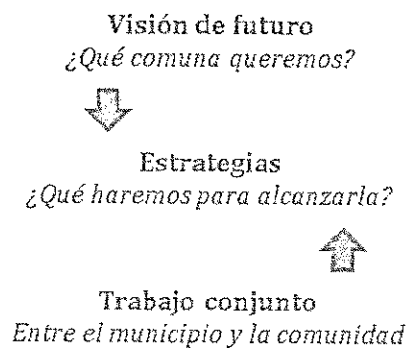 Visión de futuro
¿Qué comuna queremos?
Estrategias
¿Qué haremos para alcanzarla?
Trabajo conjunto
Entre el municipio y la comunidad